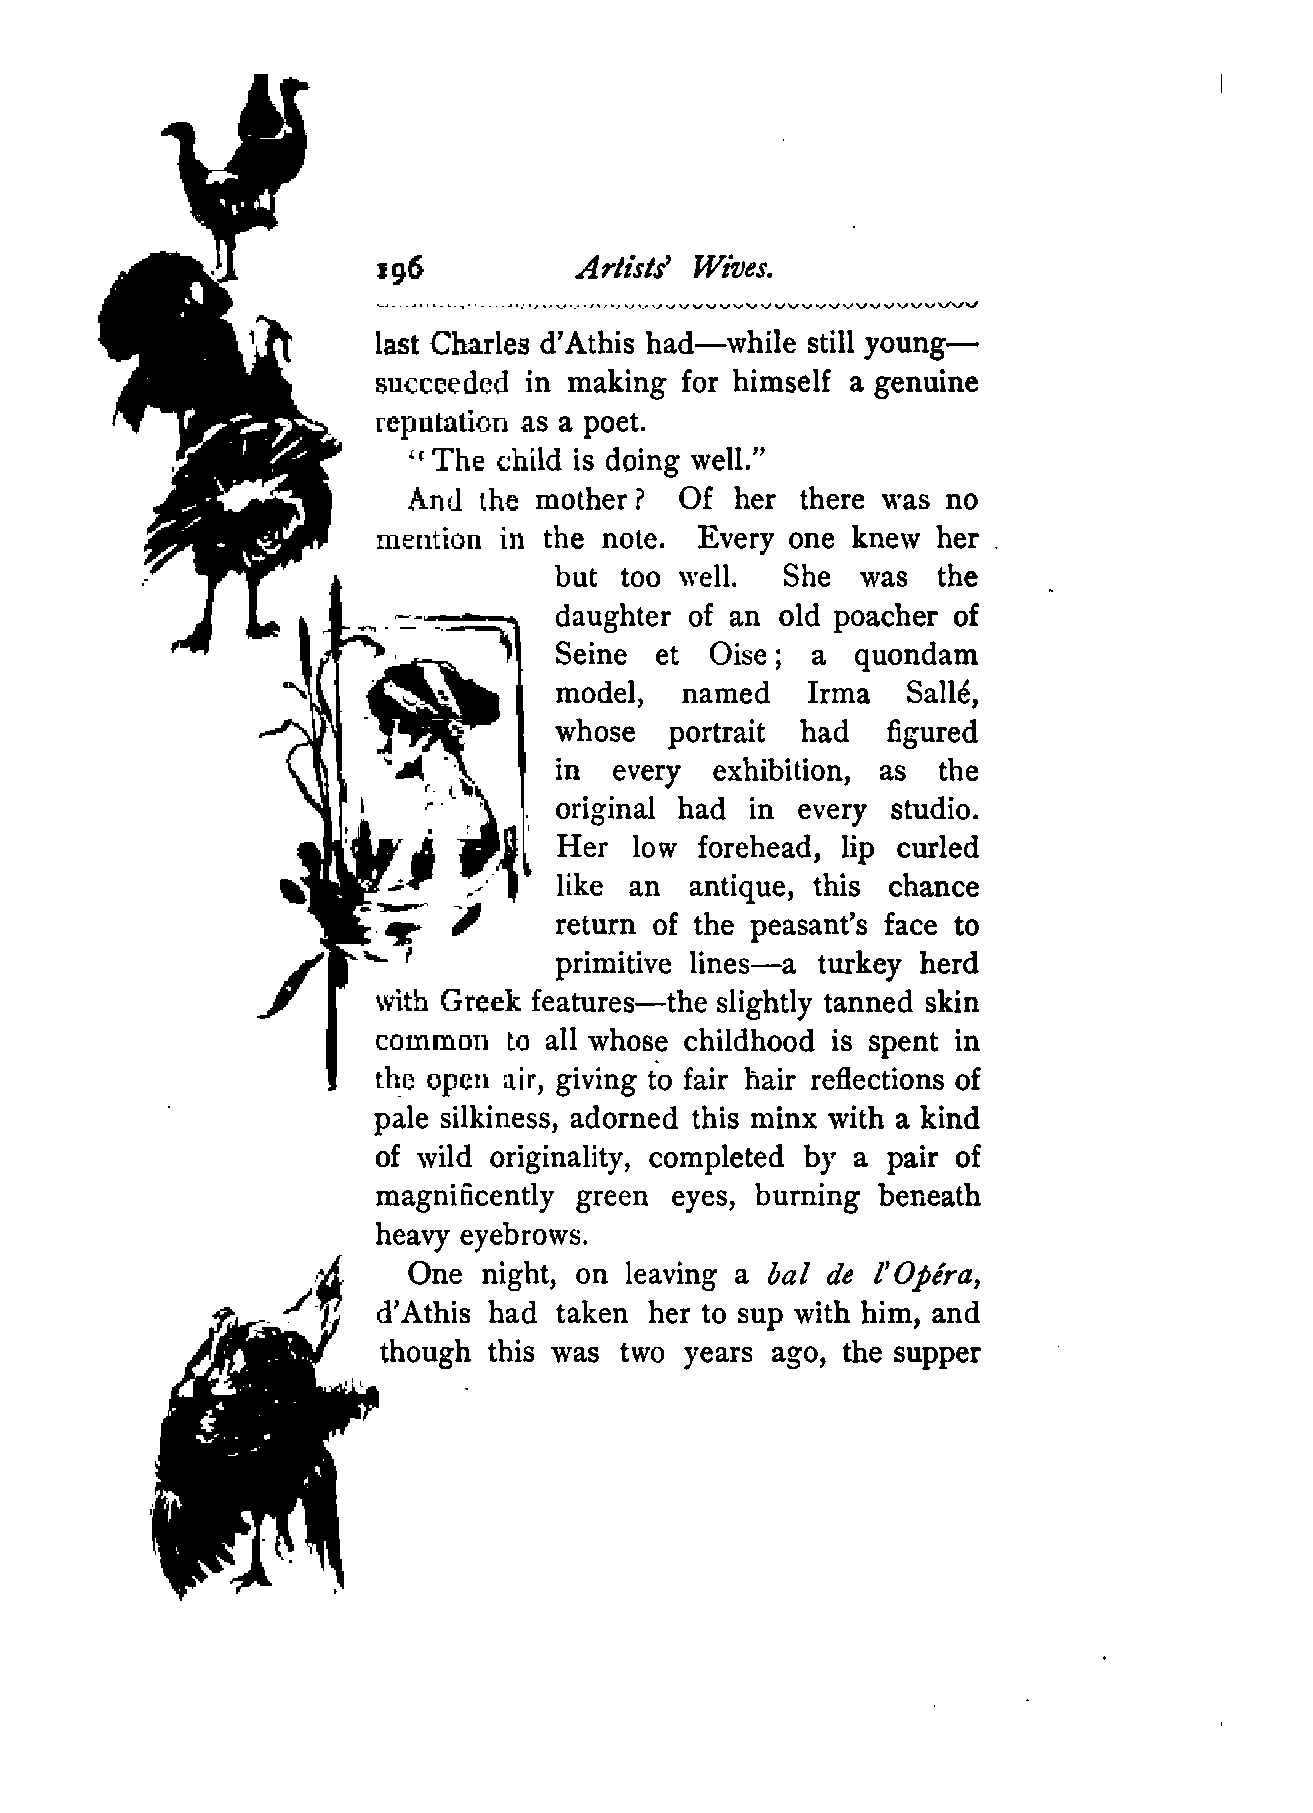 196 Artists' Wives.
last Charles d'Athis had—while still young—
succeeded in making for himself a genuine
reputation as a poet.
"The child is doing well."
And the mother? Of her there was no
mention in the note. Every one knew her
but too well. She was the
daughter of an old poacher of
Seine et Oise; a quondam
model, named Irma Sallé,
whose portrait had figured
in every exhibition, as the
original had in every studio.
Her low forehead, lip curled
like an antique, this chance
return of the peasant's face to
primitive lines—a turkey herd
with Greek features—the slightly tanned skin
common to all whose childhood is spent in
the open air, giving to fair hair reflections of
pale silkiness, adorned this minx with a kind
of wild originality, completed by a pair of
magnificently green eyes, burning beneath
heavy eyebrows.
One night, on leaving a bal de l'Opéra,
d'Athis had taken her to sup with him, and
though this was two years ago, the supper